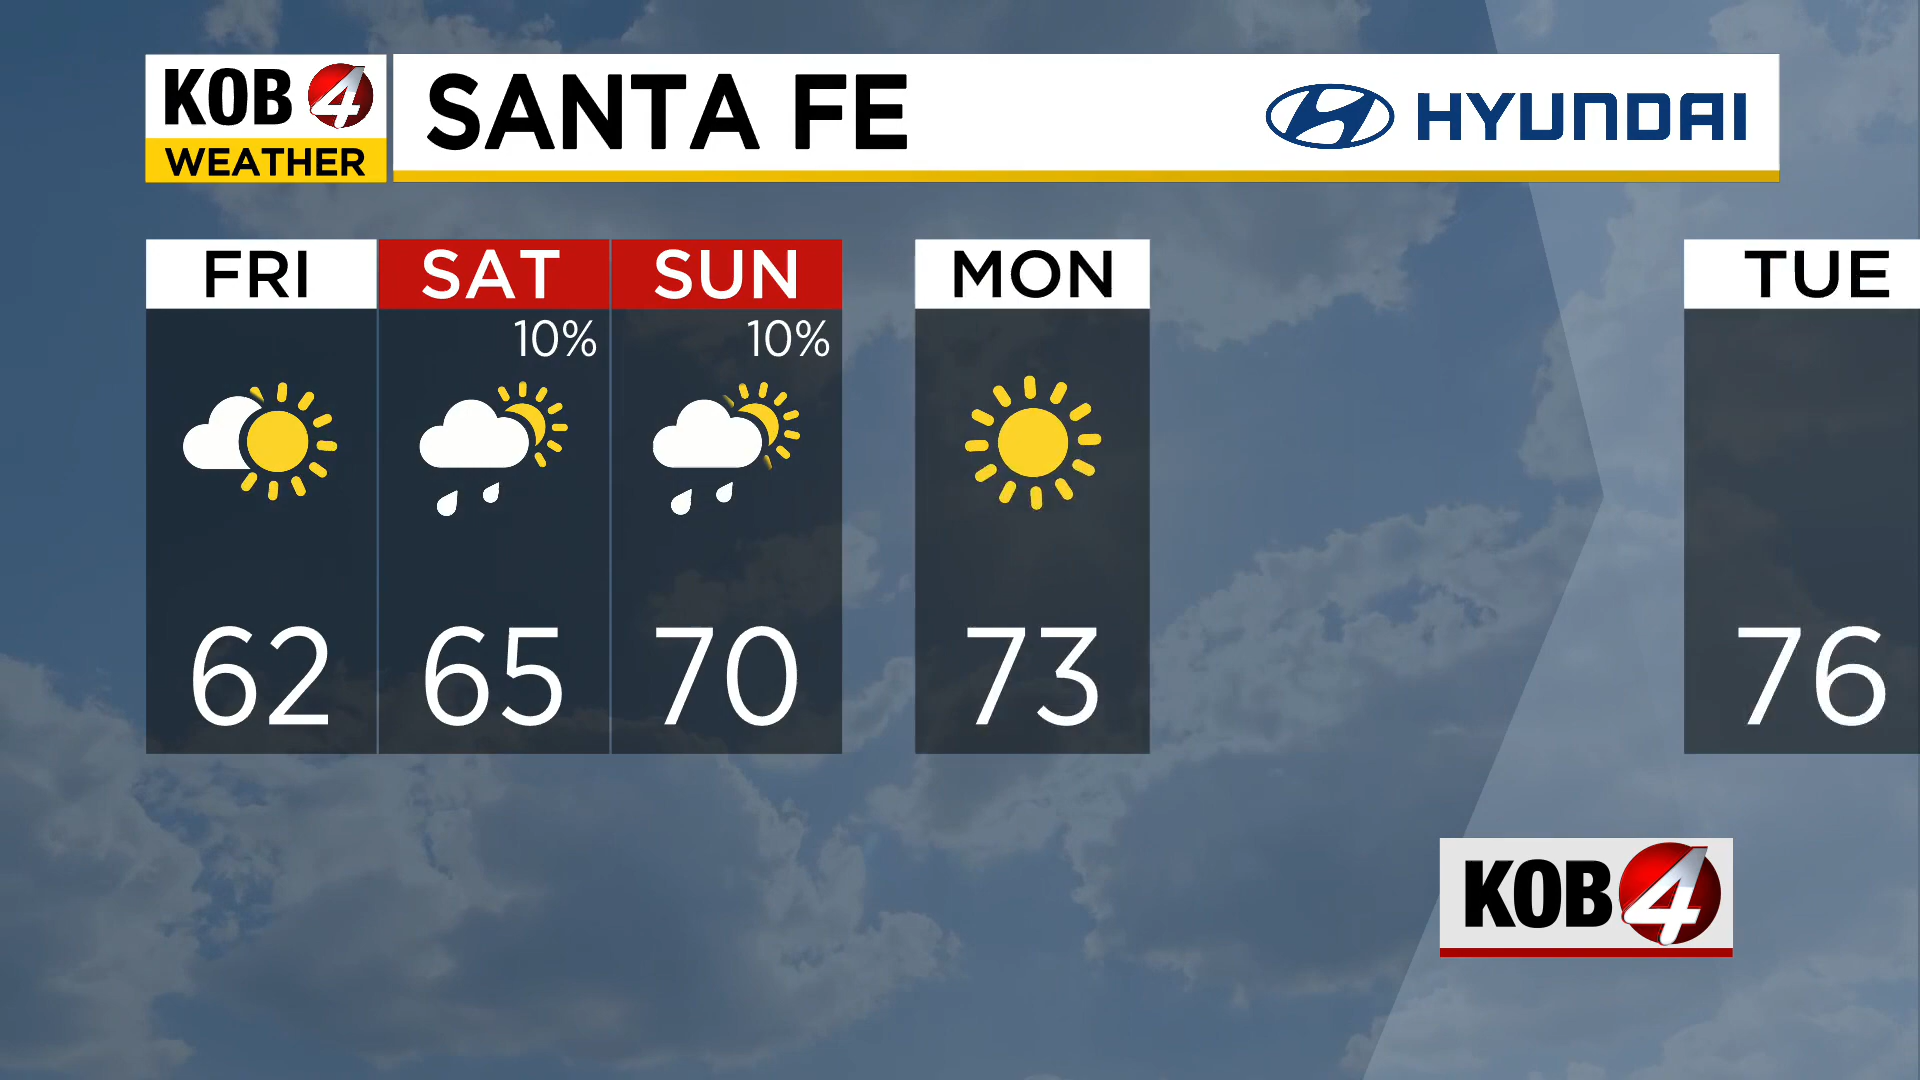 KOB 4
WEATHER
SANTA FE
HYUNDAI
FRI
SAT
SUN
MON
TUE
10%
10%
62
65
70
73
76
KOB 4